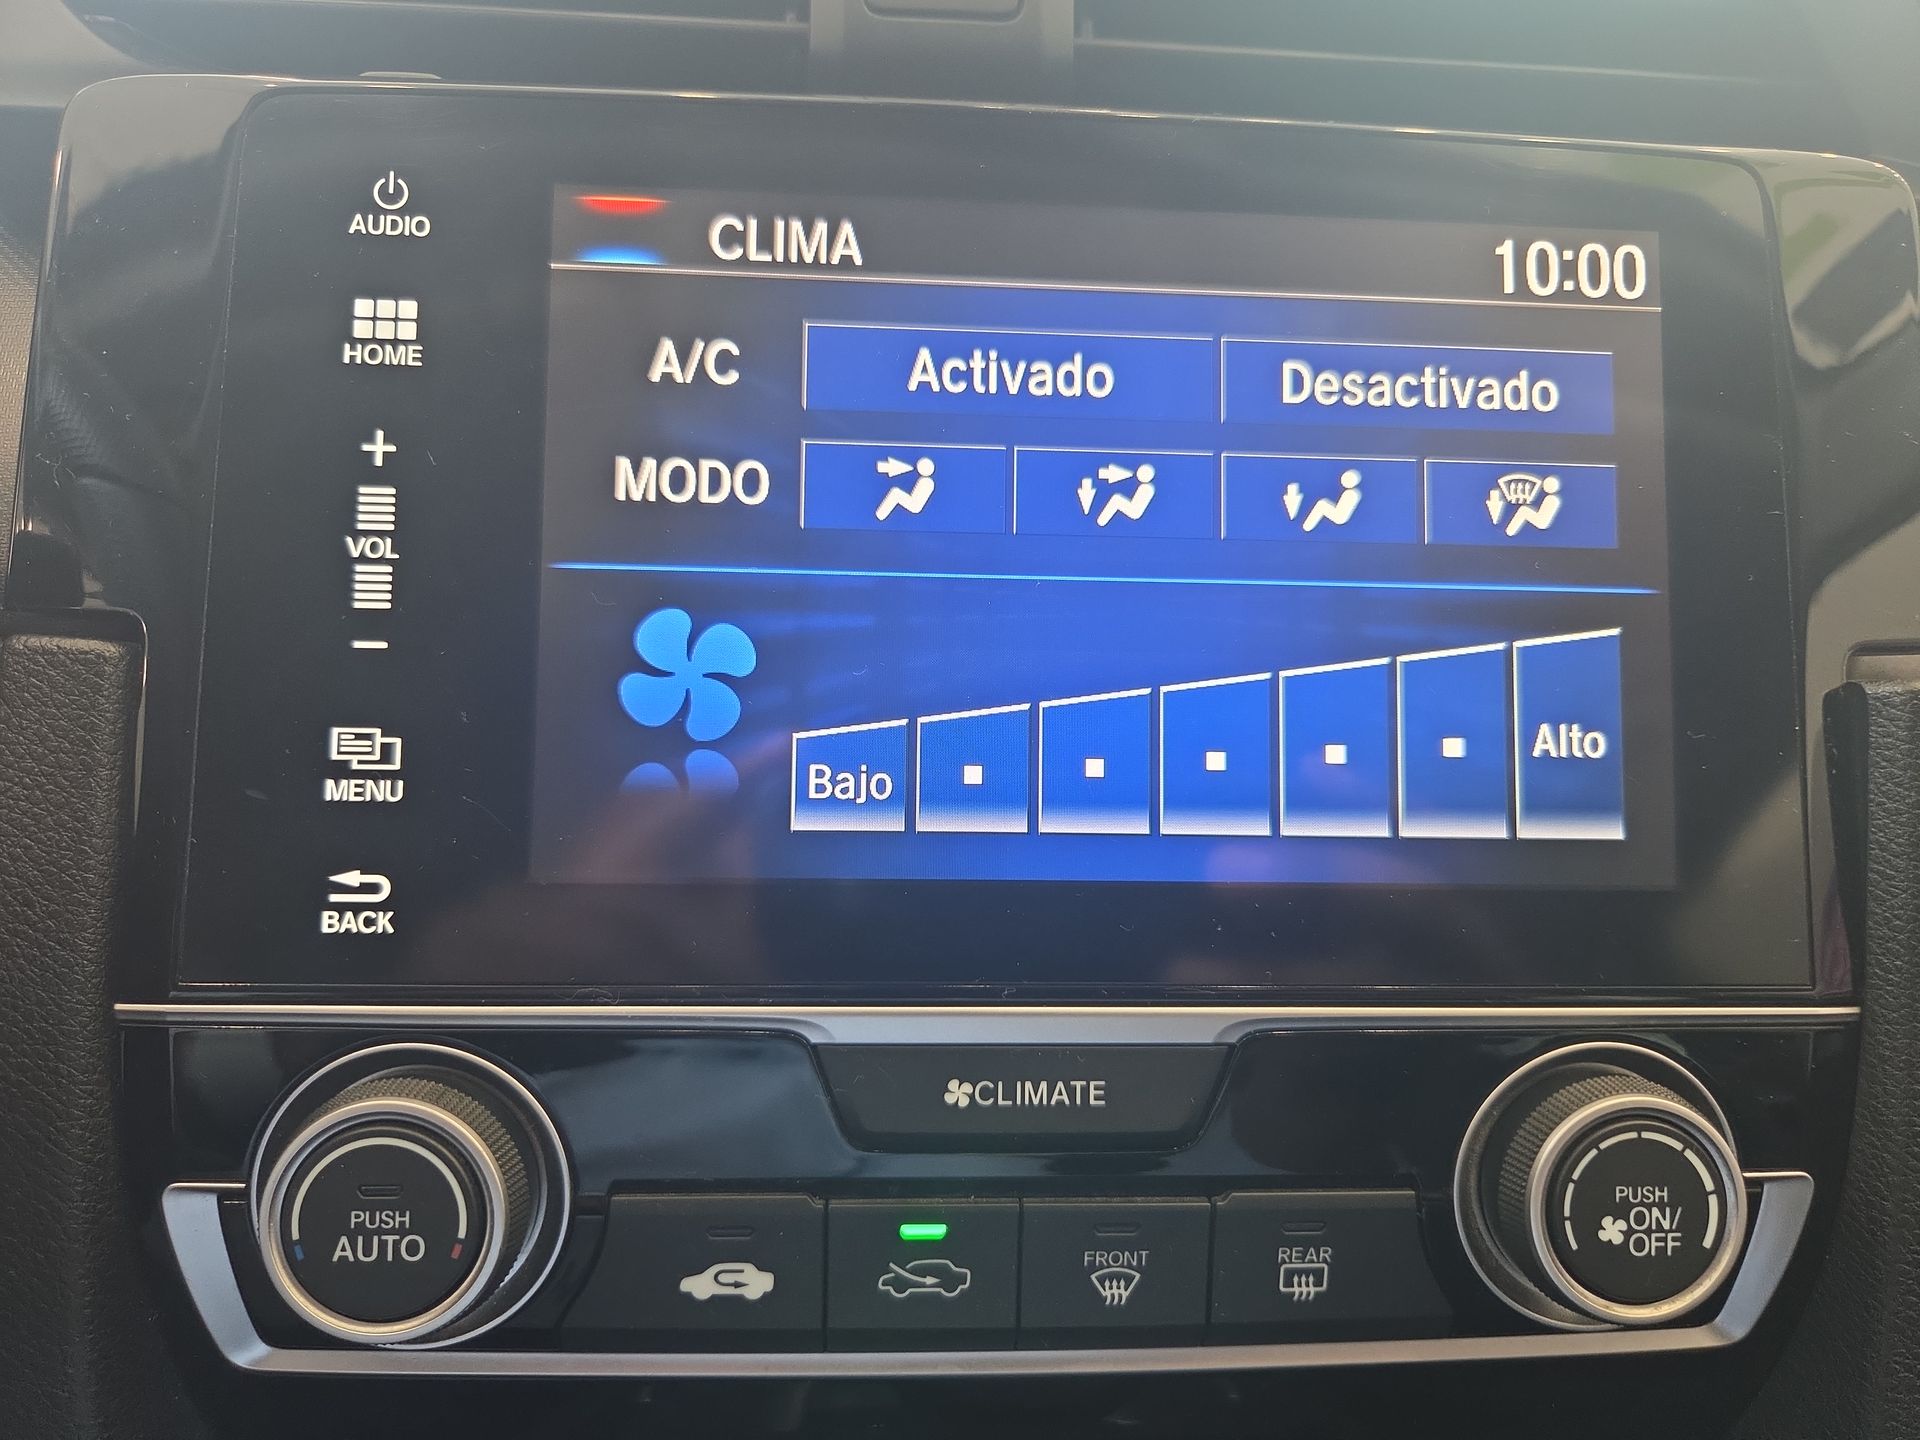 AUDIO
CLIMA
10:00
HOME
A/C
Activado
Desactivado
MODO
+
VOL
−
Bajo
Alto
MENU
BACK
CLIMATE
PUSH
AUTO
FRONT
REAR
PUSH
ON/
OFF